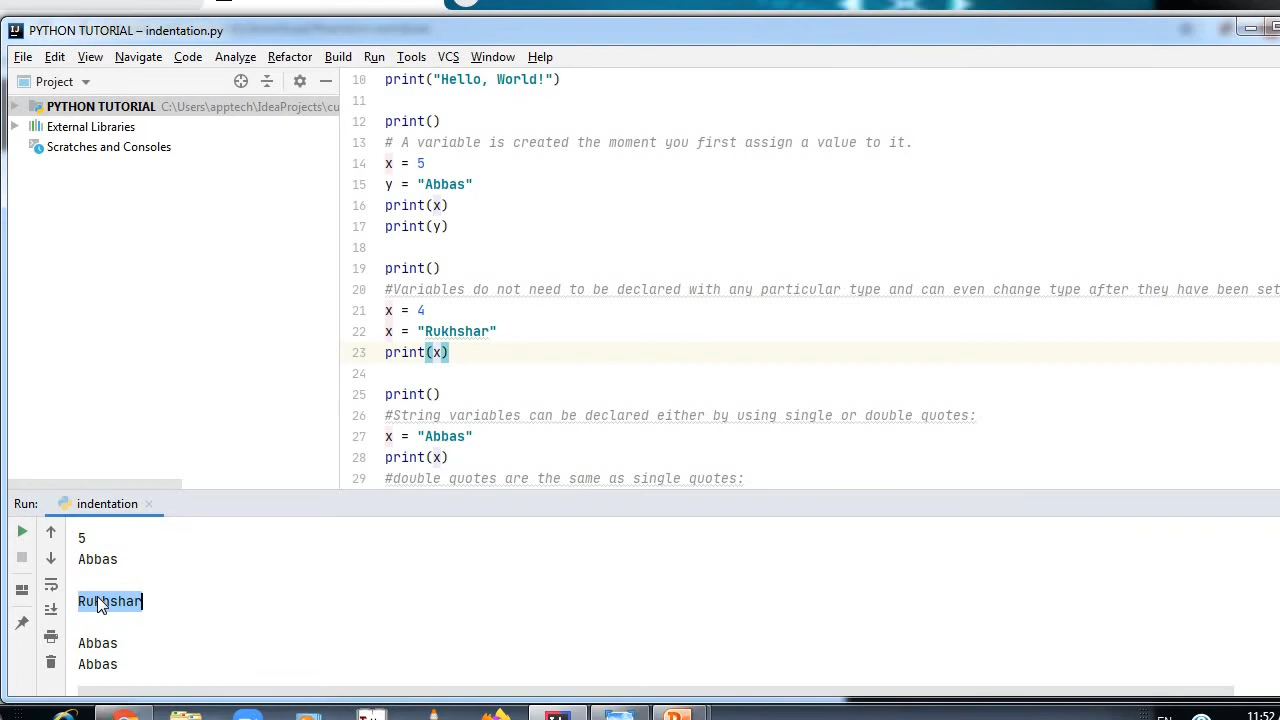 PYTHON TUTORIAL – indentation.py
File Edit View Navigate Code Analyze Refactor Build Run Tools VCS Window Help
Project
PYTHON TUTORIAL C:\Users\apptech\IdeaProjects\cu
External Libraries
Scratches and Consoles
10 print("Hello, World!")
11
12 print()
13 # A variable is created the moment you first assign a value to it.
14 x = 5
15 y = "Abbas"
16 print(x)
17 print(y)
18
19 print()
20 #Variables do not need to be declared with any particular type and can even change type after they have been set
21 x = 4
22 x = "Rukhshar"
23 print(x)
24
25 print()
26 #String variables can be declared either by using single or double quotes:
27 x = "Abbas"
28 print(x)
29 #double quotes are the same as single quotes:
Run: indentation
5
Abbas
Rukhshar
Abbas
Abbas
EN 11:52